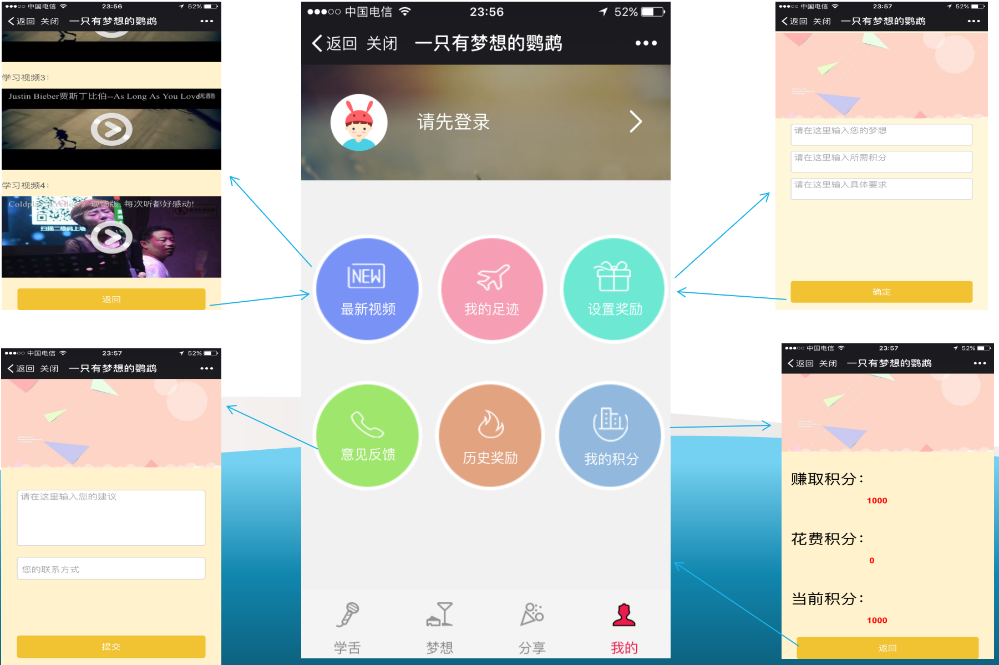 中国电信 23:56 52%
返回 关闭 一只有梦想的鹦鹉
学习视频3：
Justin Bieber贾斯丁比伯--As Long As You Love 优酷
学习视频4：
Coldplay《Yellow》现场版, 每次听都好感动!
扫描二维码上墙
返回
中国电信 23:56 52%
返回 关闭 一只有梦想的鹦鹉
请先登录
NEW
最新视频
我的足迹
设置奖励
意见反馈
历史奖励
我的积分
学舌
梦想
分享
我的
中国电信 23:57 52%
返回 关闭 一只有梦想的鹦鹉
请在这里输入您的梦想
请在这里输入所需积分
请在这里输入具体要求
确定
中国电信 23:57 52%
返回 关闭 一只有梦想的鹦鹉
请在这里输入您的建议
您的联系方式
提交
中国电信 23:57 52%
返回 关闭 一只有梦想的鹦鹉
赚取积分：
1000
花费积分：
0
当前积分：
1000
返回